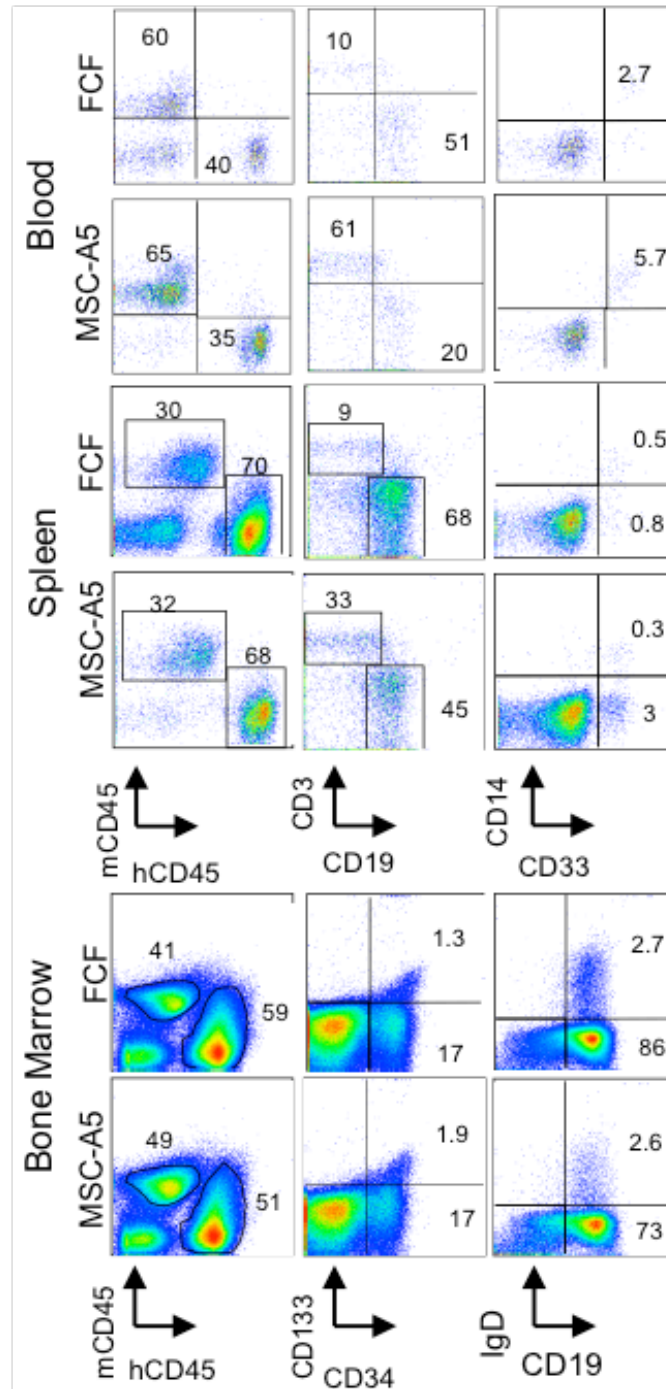 Blood
FCF
60
40
10
51
2.7
MSC-A5
65
35
61
20
5.7
Spleen
FCF
30
70
9
68
0.5
0.8
MSC-A5
32
68
33
45
0.3
3
mCD45
hCD45
CD3
CD19
CD14
CD33
Bone Marrow
FCF
41
59
1.3
17
2.7
86
MSC-A5
49
51
1.9
17
2.6
73
mCD45
hCD45
CD133
CD34
IgD
CD19